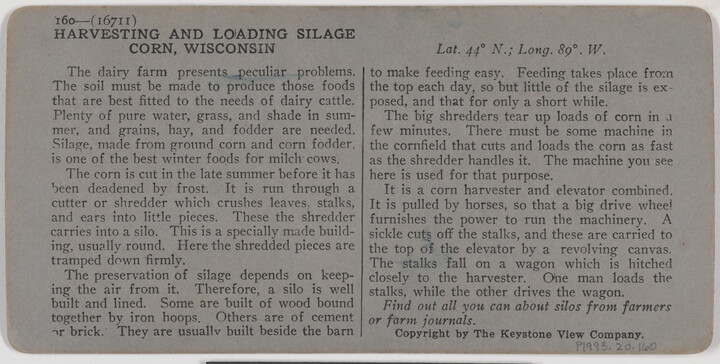 160—(16711)
HARVESTING AND LOADING SILAGE
CORN, WISCONSIN
The dairy farm presents peculiar problems.
The soil must be made to produce those foods
that are best fitted to the needs of dairy cattle.
Plenty of pure water, grass, and shade in sum-
mer, and grains, hay, and fodder are needed.
Silage, made from ground corn and corn fodder,
is one of the best winter foods for milch cows.
The corn is cut in the late summer before it has
been deadened by frost. It is run through a
cutter or shredder which crushes leaves, stalks,
and ears into little pieces. These the shredder
carries into a silo. This is a specially made build-
ing, usually round. Here the shredded pieces are
tramped down firmly.
The preservation of silage depends on keep-
ing the air from it. Therefore, a silo is well
built and lined. Some are built of wood bound
together by iron hoops. Others are of cement
or brick. They are usually built beside the barn
Lat. 44° N.; Long. 89°. W.
to make feeding easy. Feeding takes place from
the top each day, so but little of the silage is ex-
posed, and that for only a short while.
The big shredders tear up loads of corn in a
few minutes. There must be some machine in
the cornfield that cuts and loads the corn as fast
as the shredder handles it. The machine you see
here is used for that purpose.
It is a corn harvester and elevator combined.
It is pulled by horses, so that a big drive wheel
furnishes the power to run the machinery. A
sickle cuts off the stalks, and these are carried to
the top of the elevator by a revolving canvas.
The stalks fall on a wagon which is hitched
closely to the harvester. One man loads the
stalks, while the other drives the wagon.
Find out all you can about silos from farmers
or farm journals.
Copyright by The Keystone View Company.
P1993.20.160